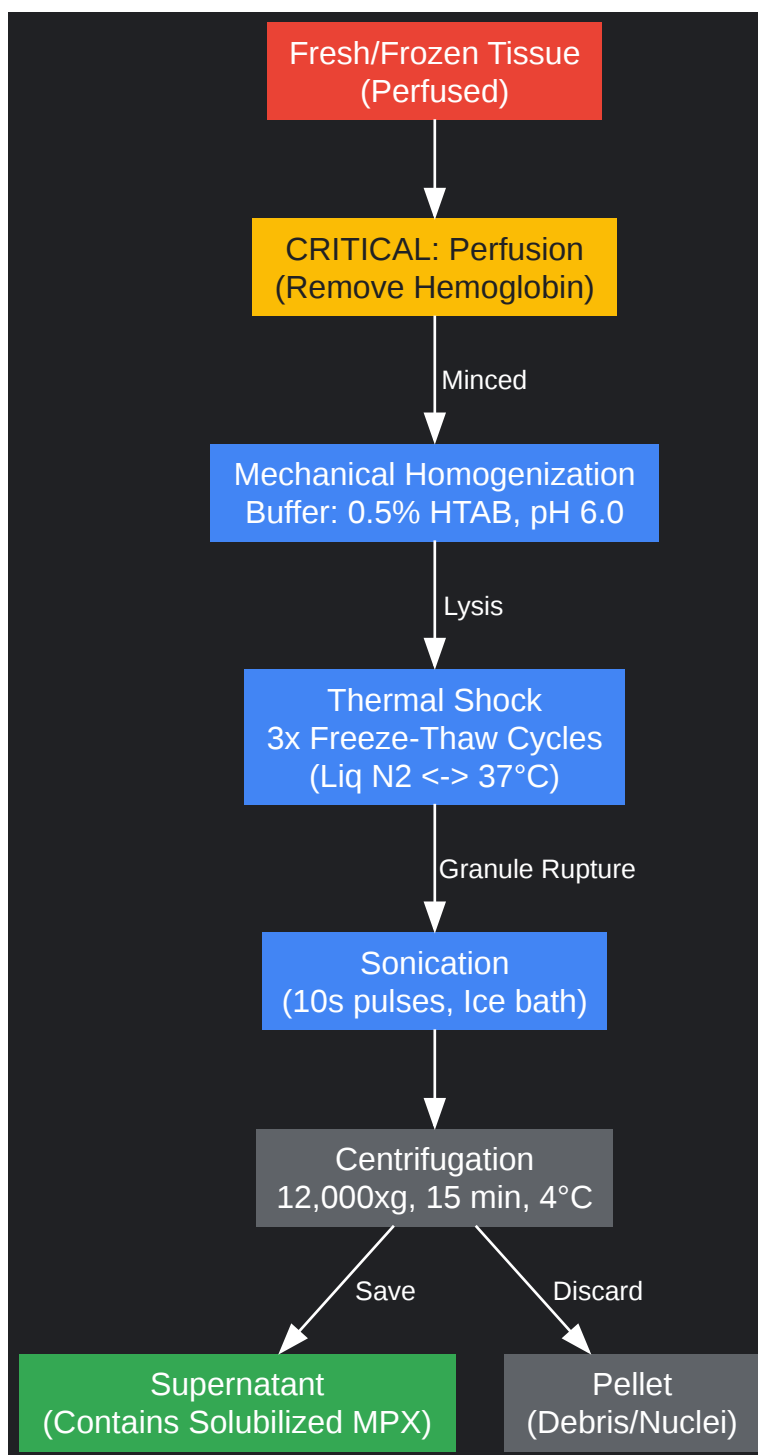 Fresh/Frozen Tissue
(Perfused)
CRITICAL: Perfusion
(Remove Hemoglobin)
Minced
Mechanical Homogenization
Buffer: 0.5% HTAB, pH 6.0
Lysis
Thermal Shock
3x Freeze-Thaw Cycles
(Liq N2 <-> 37°C)
Granule Rupture
Sonication
(10s pulses, Ice bath)
Centrifugation
12,000xg, 15 min, 4°C
Save
Discard
Supernatant
(Contains Solubilized MPX)
Pellet
(Debris/Nuclei)